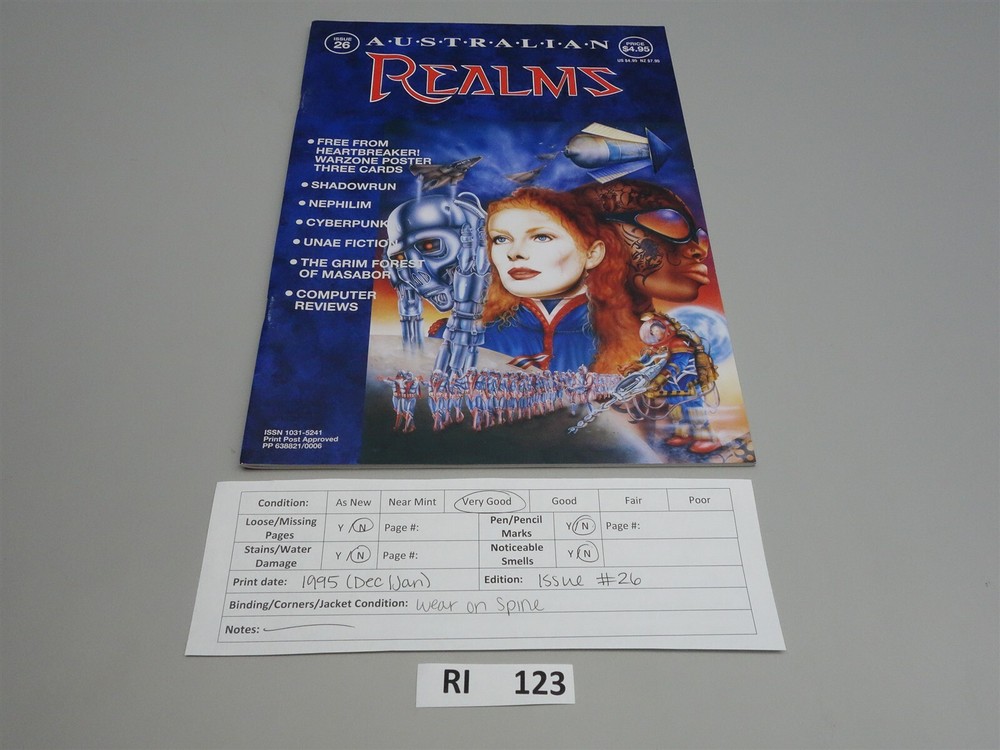 ISSUE
26
A·U·S·T·R·A·L·I·A·N
PRICE
$4.95
US $4.95 NZ $7.95
REALMS
• FREE FROM
HEARTBREAKER!
WARZONE POSTER
THREE CARDS
• SHADOWRUN
• NEPHILIM
• CYBERPUNK
• UNAE FICTION
• THE GRIM FOREST
OF MASABOR
• COMPUTER
REVIEWS
ISSN 1031-5241
Print Post Approved
PP 638821/0006
Condition: As New Near Mint Very Good Good Fair Poor
Loose/Missing Pages Y / N Page #: Pen/Pencil Marks Y / N Page #:
Stains/Water Damage Y / N Page #: Noticeable Smells Y / N
Print date: 1995 (Dec/Jan) Edition: Issue #26
Binding/Corners/Jacket Condition: wear on Spine
Notes:
RI 123